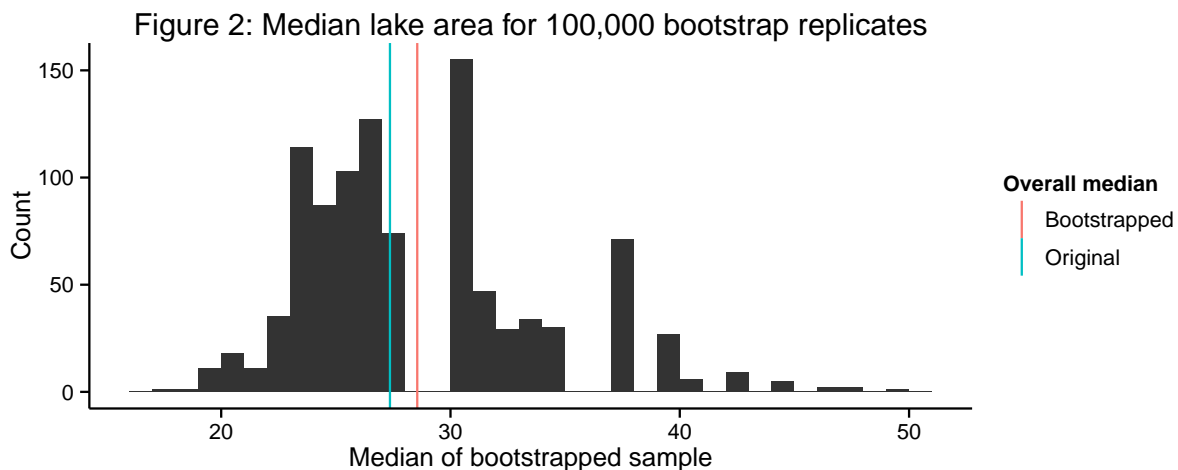 Figure 2: Median lake area for 100,000 bootstrap replicates
150
100
50
0
Count
20 30 40 50
Median of bootstrapped sample
Overall median
Bootstrapped
Original